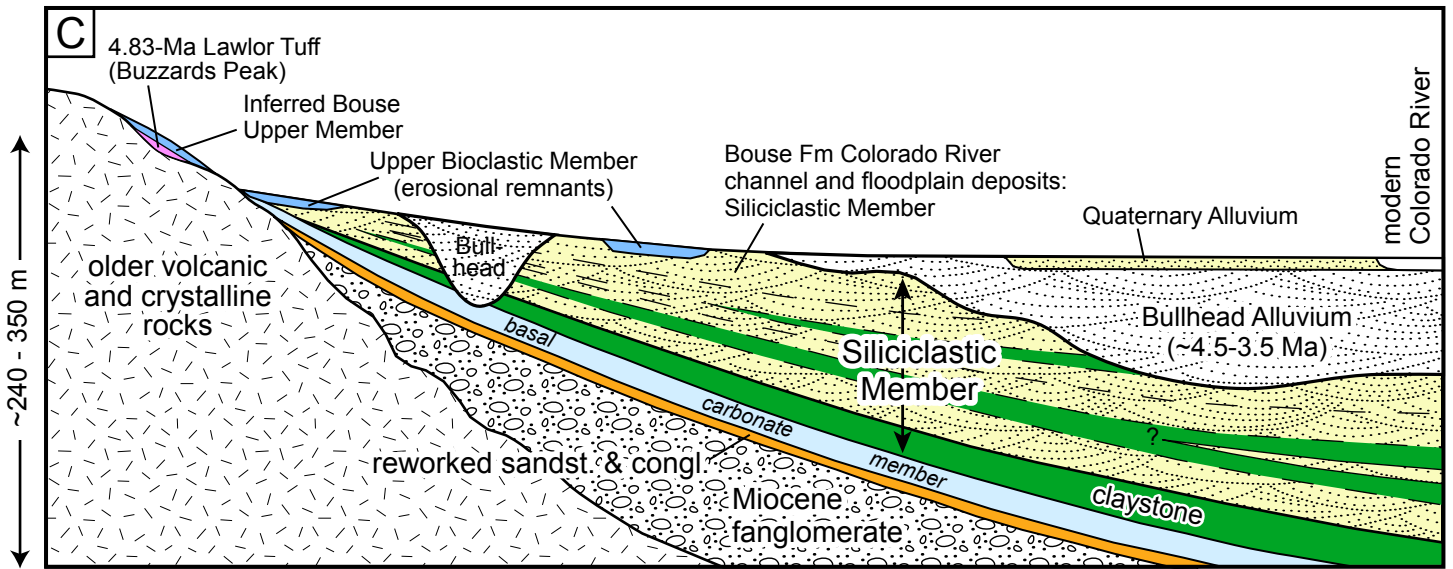 C
4.83-Ma Lawlor Tuff
(Buzzards Peak)
Inferred Bouse
Upper Member
Upper Bioclastic Member
(erosional remnants)
Bouse Fm Colorado River
channel and floodplain deposits:
Siliciclastic Member
Quaternary Alluvium
modern
Colorado River
~240 - 350 m
older volcanic
and crystalline
rocks
Bull-
head
Bullhead Alluvium
(~4.5-3.5 Ma)
Siliciclastic
Member
basal
carbonate
member
?
claystone
reworked sandst. & congl.
Miocene
fanglomerate